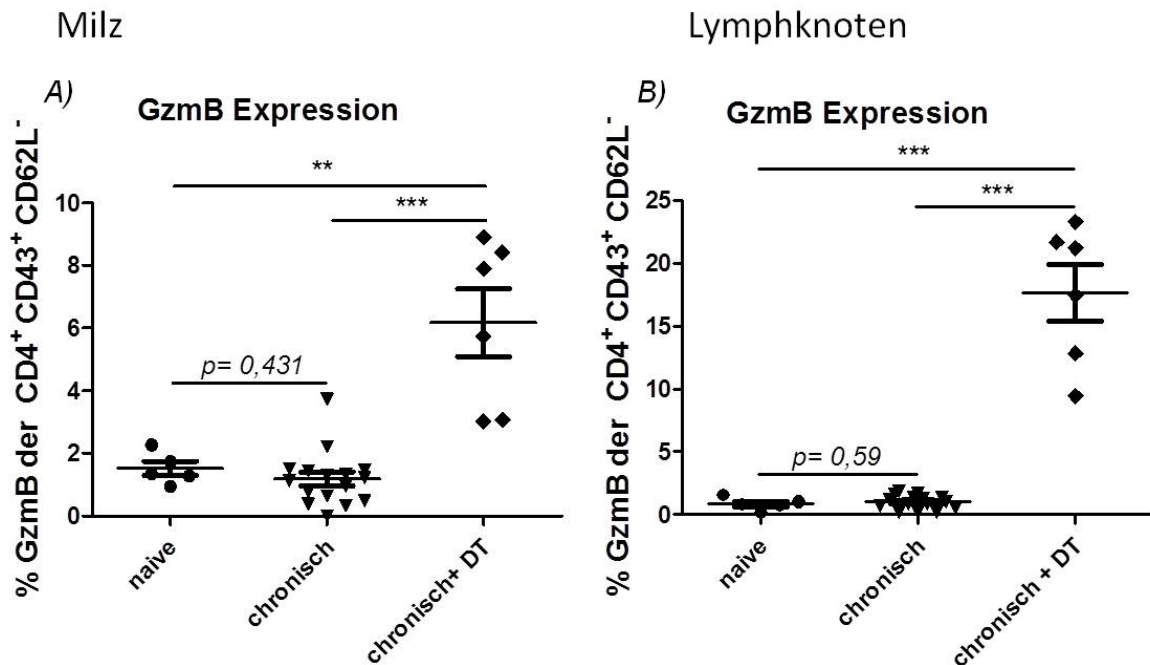 Milz
A)
GzmB Expression
% GzmB der CD4⁺ CD43⁺ CD62L⁻
**
***
p= 0,431
10
8
6
4
2
0
naive
chronisch
chronisch+ DT
Lymphknoten
B)
GzmB Expression
% GzmB der CD4⁺ CD43⁺ CD62L⁻
***
***
p= 0,59
25
20
15
10
5
0
naive
chronisch
chronisch + DT